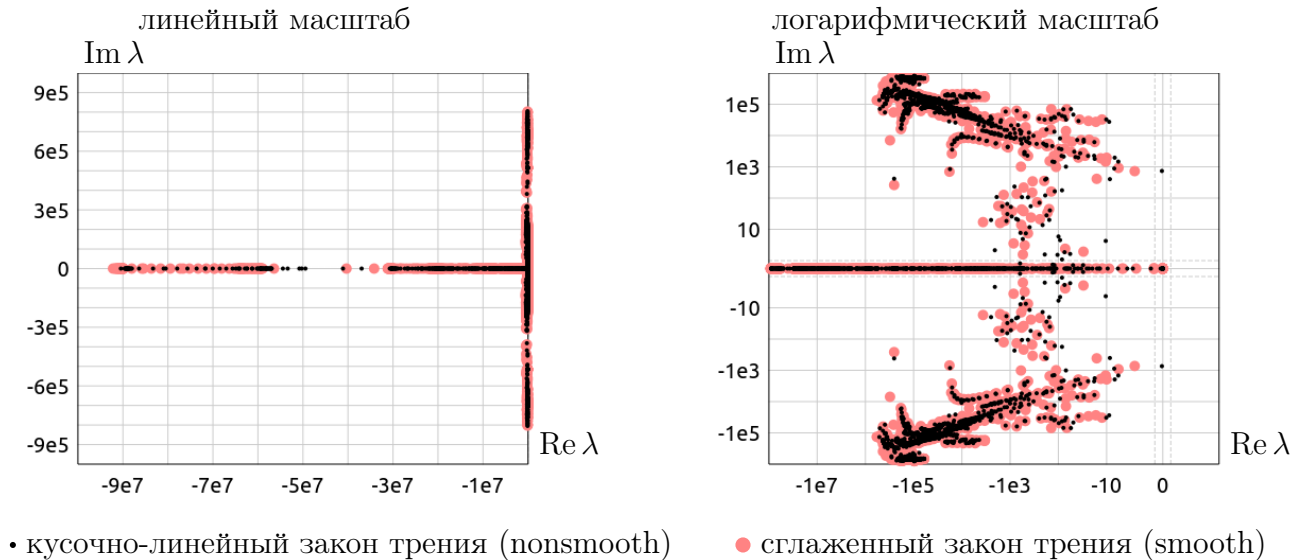 линейный масштаб
Im λ
9e5
6e5
3e5
0
-3e5
-6e5
-9e5
Re λ
-9e7 -7e7 -5e7 -3e7 -1e7
логарифмический масштаб
Im λ
1e5
1e3
10
-10
-1e3
-1e5
Re λ
-1e7 -1e5 -1e3 -10 0
• кусочно-линейный закон трения (nonsmooth)
● сглаженный закон трения (smooth)